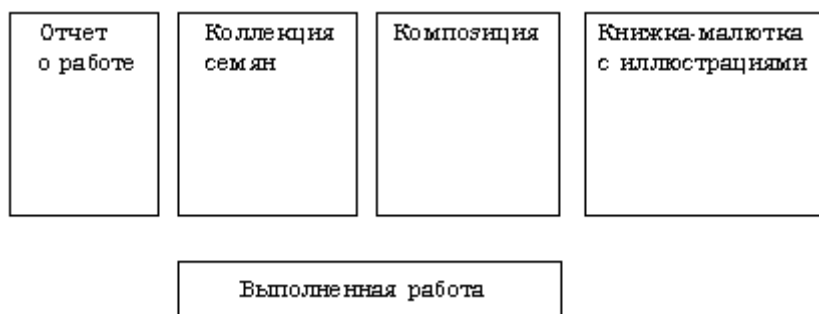 Отчет
о работе
Коллекция
семян
Композиция
Книжка-малютка
с иллюстрациями
Выполненная работа